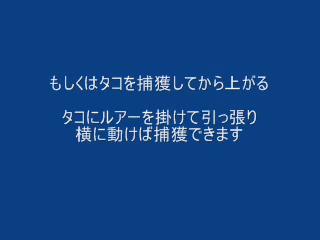 もしくはタコを捕獲してから上がる
タコにルアーを掛けて引っ張り
横に動けば捕獲できます